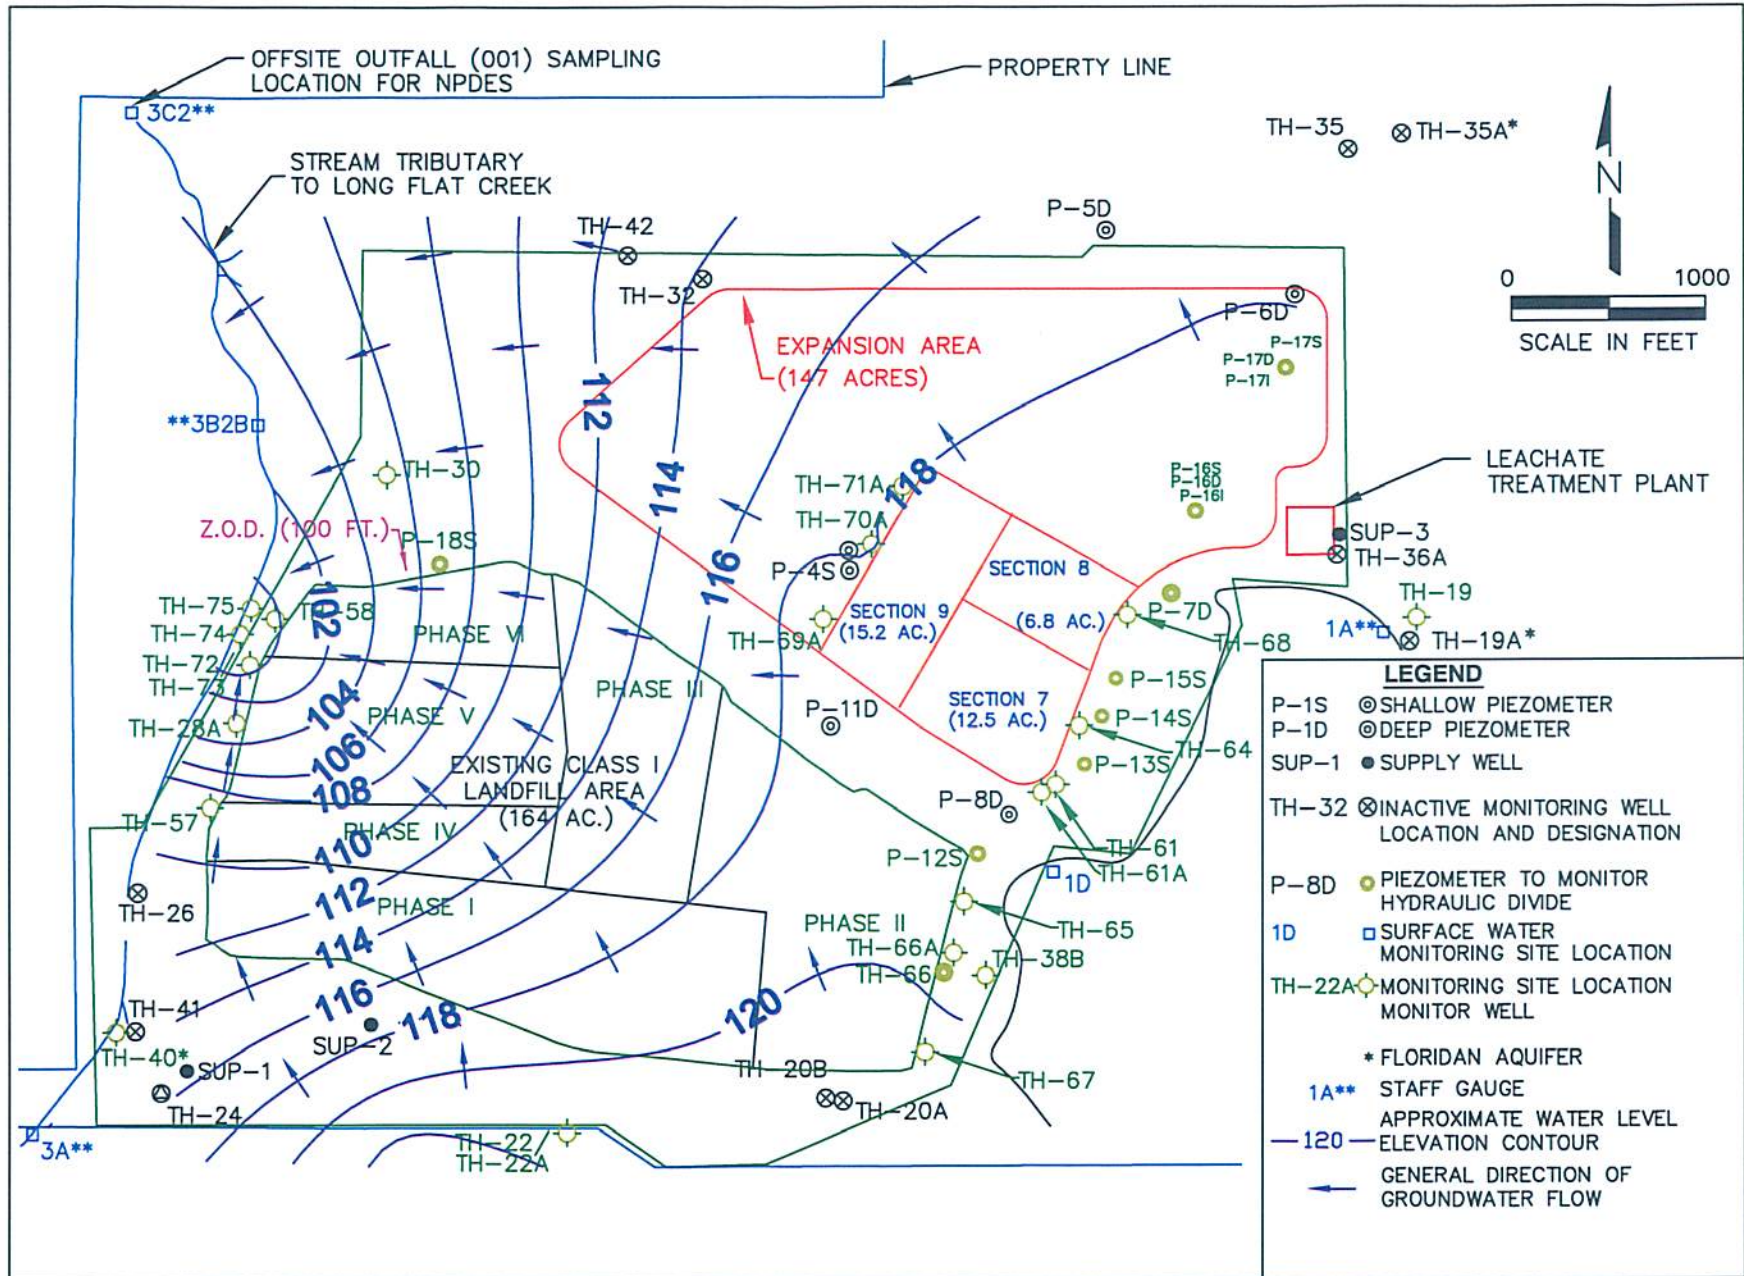 OFFSITE OUTFALL (001) SAMPLING
LOCATION FOR NPDES
PROPERTY LINE
3C2**
TH-35
TH-35A*
STREAM TRIBUTARY
TO LONG FLAT CREEK
N
P-5D
TH-42
TH-32
P-6D
0 1000
SCALE IN FEET
EXPANSION AREA
(147 ACRES)
P-17S
P-17D
P-17I
**3B2B
112
114
116
118
TH-30
TH-71A
TH-70A
P-16S
P-16D
P-16I
LEACHATE
TREATMENT PLANT
SUP-3
TH-36A
Z.O.D. (100 FT.)
P-18S
P-4S
SECTION 8
(6.8 AC.)
SECTION 9
(15.2 AC.)
P-7D
TH-68
TH-19
1A**
TH-19A*
TH-75
TH-58
TH-74
102
PHASE VI
TH-69A
TH-72
TH-73
PHASE III
P-15S
SECTION 7
(12.5 AC.)
104
PHASE V
P-11D
P-14S
TH-28A
TH-64
106
EXISTING CLASS I
LANDFILL AREA
(164 AC.)
P-13S
108
P-8D
TH-57
PHASE IV
110
TH-61
TH-61A
P-12S
1D
TH-26
112
PHASE I
PHASE II
TH-65
114
TH-66A
TH-38B
TH-66
116
TH-41
118
120
SUP-2
TH-40*
SUP-1
TH-20B
TH-67
TH-24
TH-20A
3A**
TH-22
TH-22A
LEGEND
P-1S SHALLOW PIEZOMETER
P-1D DEEP PIEZOMETER
SUP-1 SUPPLY WELL
TH-32 INACTIVE MONITORING WELL
LOCATION AND DESIGNATION
P-8D PIEZOMETER TO MONITOR
HYDRAULIC DIVIDE
1D SURFACE WATER
MONITORING SITE LOCATION
TH-22A MONITORING SITE LOCATION
MONITOR WELL
* FLORIDAN AQUIFER
1A** STAFF GAUGE
APPROXIMATE WATER LEVEL
120 ELEVATION CONTOUR
GENERAL DIRECTION OF
GROUNDWATER FLOW